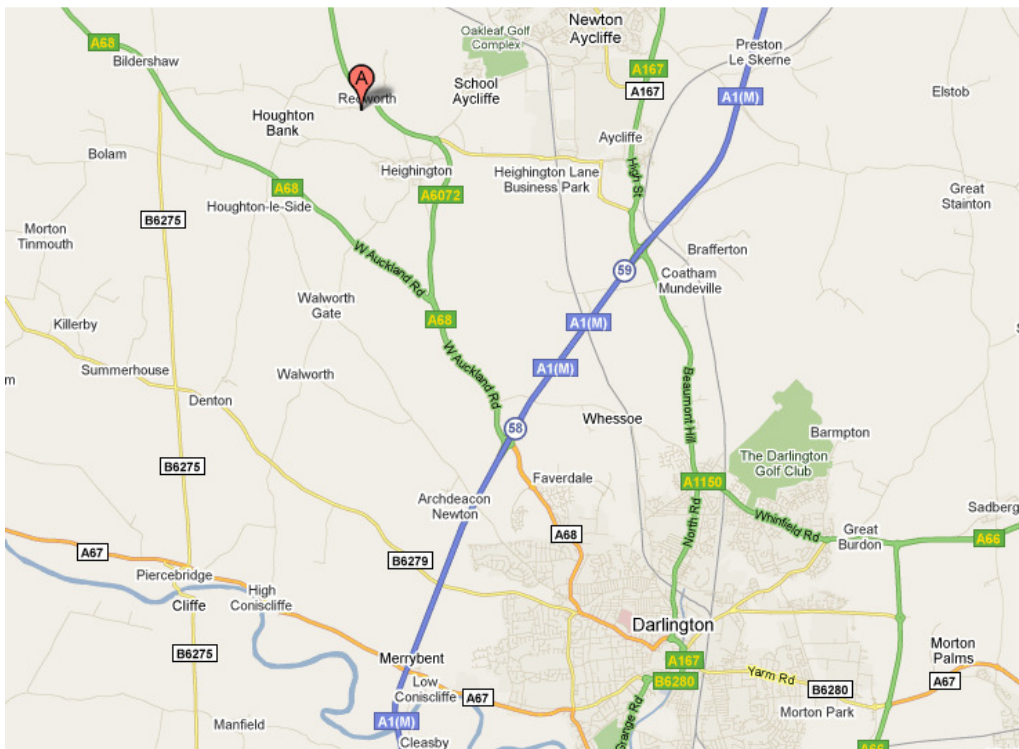 A68
Bildershaw
Oakleaf Golf
Complex
Newton
Aycliffe
Preston
Le Skerne
A
Redworth
School
Aycliffe
A167
A167
A1(M)
Elstob
Houghton
Bank
Aycliffe
Bolam
Heighington
Heighington Lane
Business Park
High St
A68
A6072
Houghton-le-Side
Great
Stainton
B6275
Morton
Tinmouth
W Auckland Rd
Brafferton
59
Coatham
Mundeville
Walworth
Gate
Killerby
A68
A1(M)
W Auckland Rd
A1(M)
Summerhouse
Walworth
Beaumont Hill
m
Denton
58
Whessoe
Barmpton
B6275
Faverdale
The Darlington
Golf Club
A1150
Archdeacon
Newton
North Rd
Whinfield Rd
Sadberg
A68
Great
Burdon
A66
A67
B6279
Piercebridge
High
Coniscliffe
Cliffe
Darlington
B6275
Merrybent
A167
Morton
Palms
Low
Coniscliffe
A67
B6280
Yarm Rd
B6280
A67
Manfield
A1(M)
Grange Rd
Morton Park
Cleasby
A66